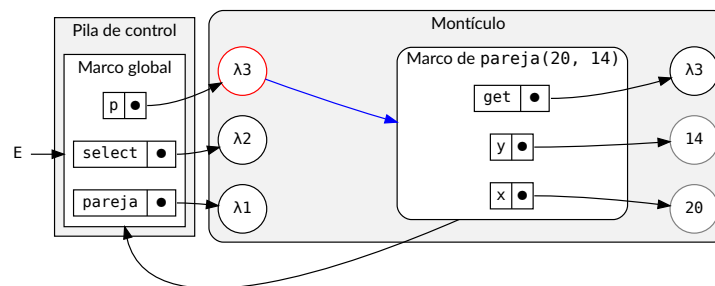 Pila de control
Marco global
p
select
pareja
E
Montículo
λ3
λ2
λ1
Marco de pareja(20, 14)
get
y
x
λ3
14
20